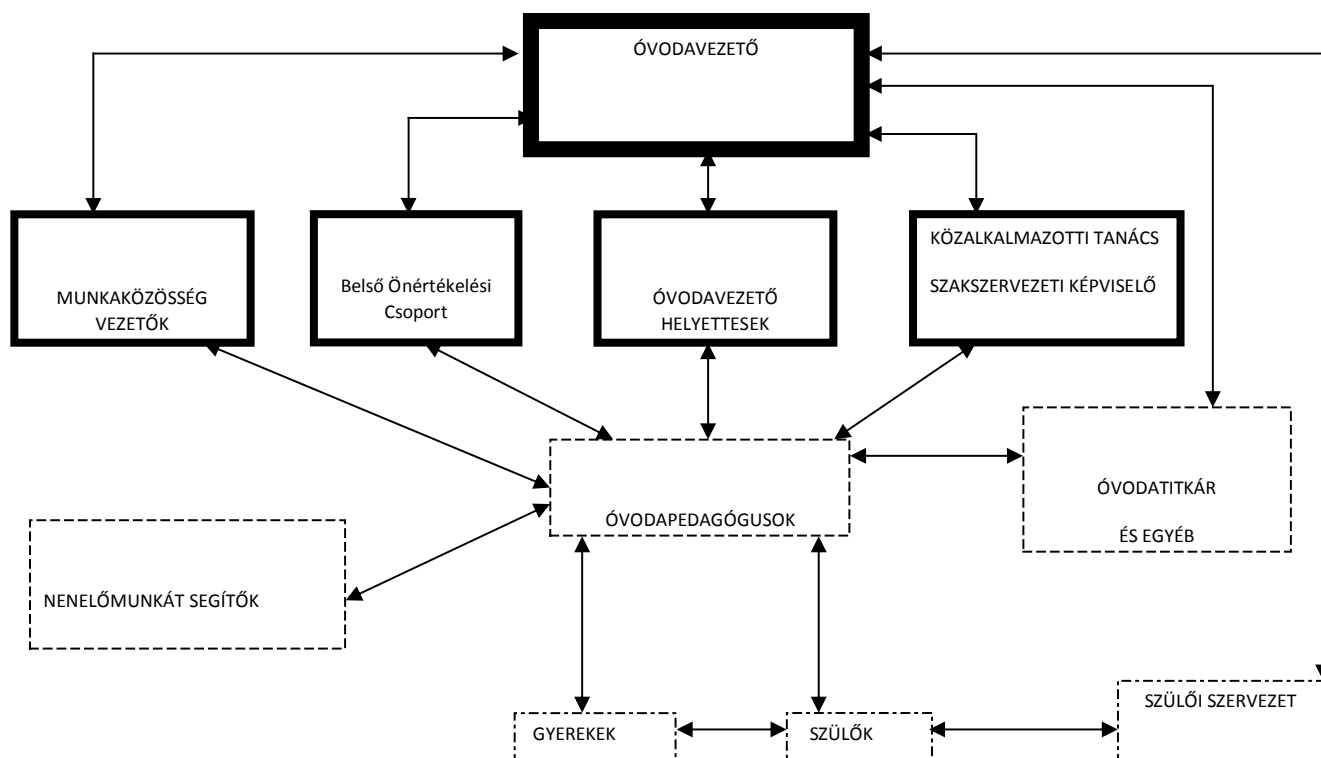 ÓVODAVEZETŐ
MUNKAKÖZÖSSÉG
VEZETŐK
Belső Önértékelési
Csoport
ÓVODAVEZETŐ
HELYETTESEK
KÖZALKALMAZOTTI TANÁCS
SZAKSZERVEZETI KÉPVISELŐ
ÓVODAPEDAGÓGUSOK
ÓVODATITKÁR
ÉS EGYÉB
NENELŐMUNKÁT SEGÍTŐK
GYEREKEK
SZÜLŐK
SZÜLŐI SZERVEZET